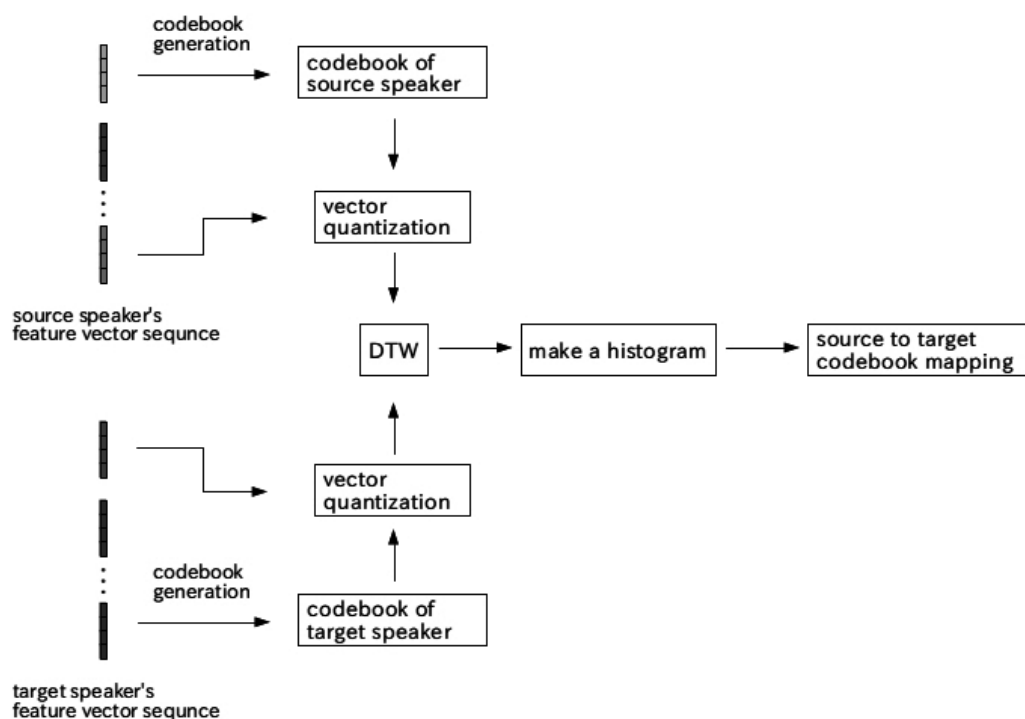 codebook
generation
codebook of
source speaker
vector
quantization
source speaker's
feature vector sequnce
DTW
make a histogram
source to target
codebook mapping
vector
quantization
codebook
generation
codebook of
target speaker
target speaker's
feature vector sequnce